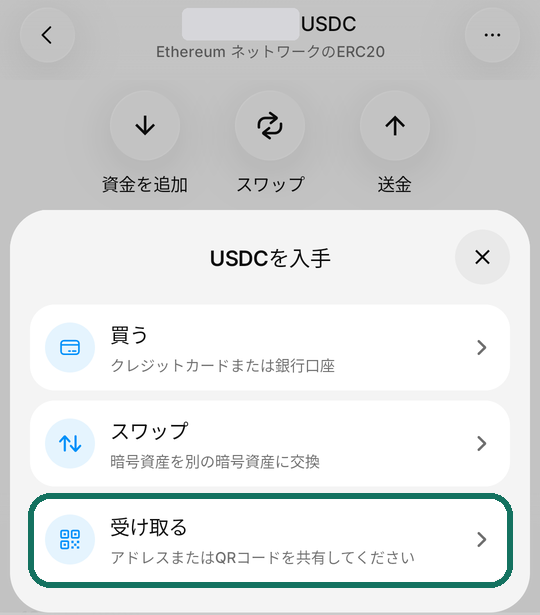 USDC
Ethereum ネットワークのERC20
資金を追加 スワップ 送金
USDCを入手
買う
クレジットカードまたは銀行口座
スワップ
暗号資産を別の暗号資産に交換
受け取る
アドレスまたはQRコードを共有してください